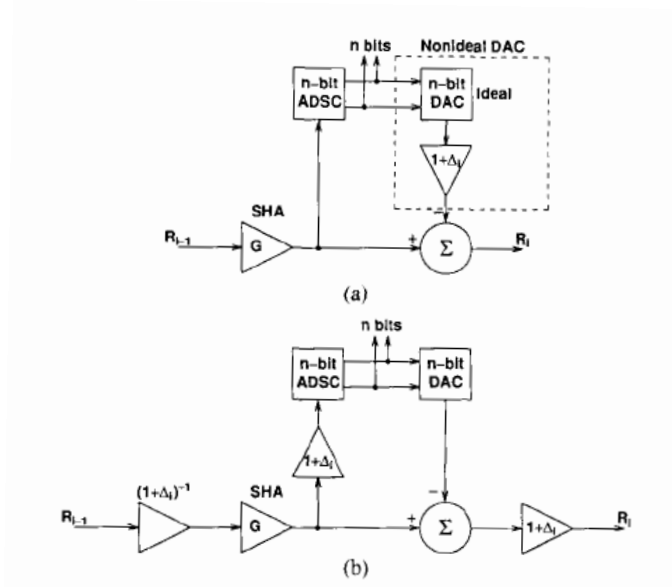 n bits
Nonideal DAC
n–bit
ADSC
n–bit
DAC
Ideal
1+Δi
SHA
Ri–1
G
+
–
Σ
Ri
(a)
n bits
n–bit
ADSC
n–bit
DAC
1+Δi
(1+Δi)–1
SHA
Ri–1
G
+
–
Σ
1+Δi
Ri
(b)